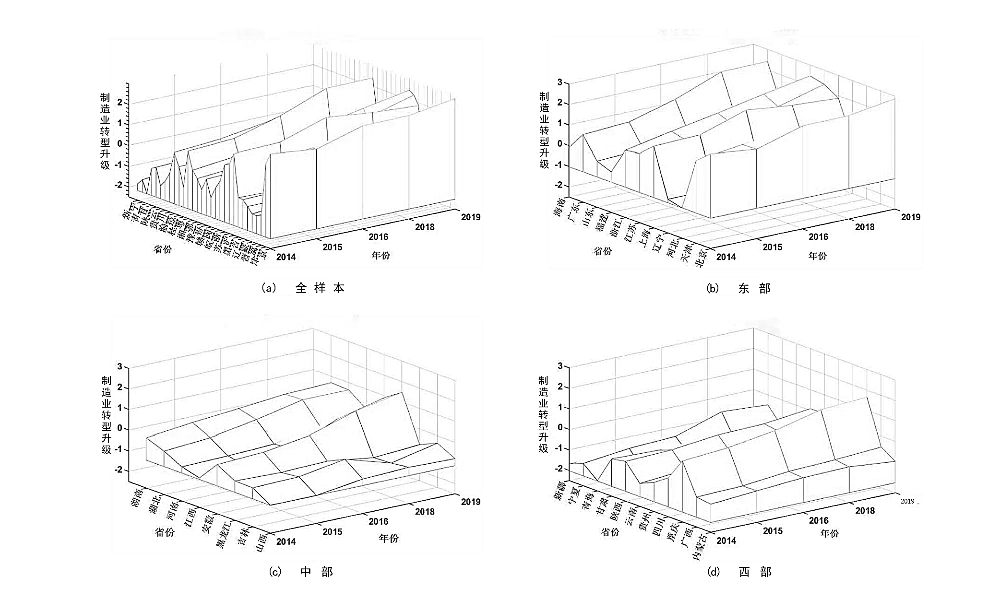 制造业转型升级
2
1
0
-1
-2
省份
2014
2015
2016
2018
2019
年份
(a) 全样本
制造业转型升级
3
2
1
0
-1
-2
海南
广东
山东
福建
浙江
江苏
上海
辽宁
河北
天津
北京
省份
2014
2015
2016
2018
2019
年份
(b) 东部
制造业转型升级
3
2
1
0
-1
-2
湖南
湖北
河南
江西
安徽
黑龙江
吉林
山西
省份
2014
2015
2016
2018
2019
年份
(c) 中部
制造业转型升级
3
2
1
0
-1
-2
新疆
宁夏
青海
甘肃
陕西
云南
贵州
四川
重庆
广西
内蒙古
省份
2014
2015
2016
2018
2019
年份
(d) 西部